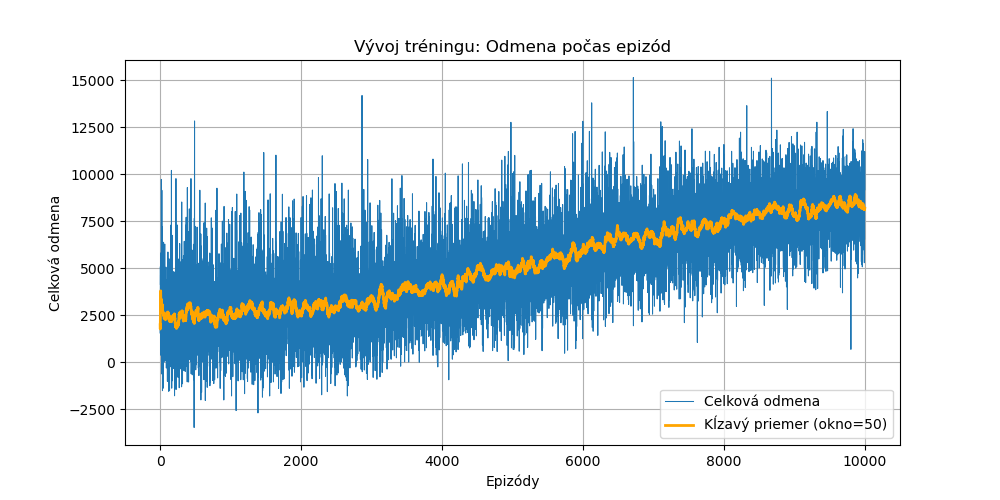 Vývoj tréningu: Odmena počas epizód
15000
12500
10000
7500
5000
2500
0
−2500
Celková odmena
0
2000
4000
6000
8000
10000
Epizódy
Celková odmena
Kĺzavý priemer (okno=50)